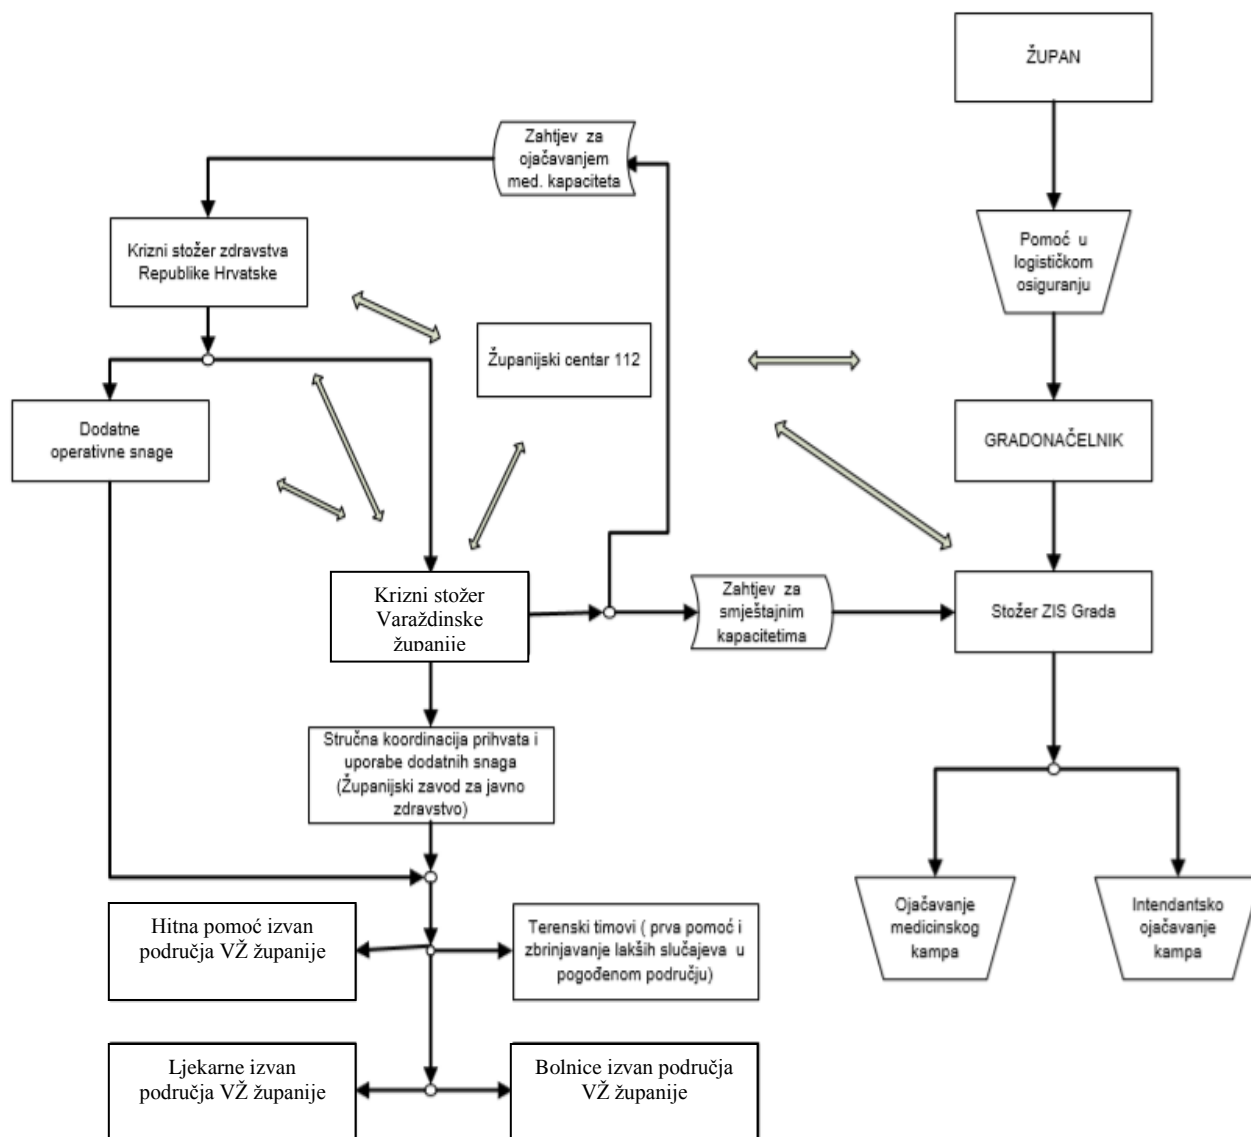 ŽUPAN
Zahtjev za
ojačavanjem
med. kapaciteta
Krizni stožer zdravstva
Republike Hrvatske
Pomoć u
logističkom
osiguranju
Županijski centar 112
Dodatne
operativne snage
GRADONAČELNIK
Krizni stožer
Varaždinske
županije
Zahtjev za
smještajnim
kapacitetima
Stožer ZIS Grada
Stručna koordinacija prihvata i
uporabe dodatnih snaga
(Županijski zavod za javno
zdravstvo)
Ojačavanje
medicinskog
kampa
Intendantsko
ojačavanje
kampa
Hitna pomoć izvan
područja VŽ županije
Terenski timovi ( prva pomoć i
zbrinjavanje lakših slučajeva u
pogođenom području)
Ljekarne izvan
područja VŽ županije
Bolnice izvan područja
VŽ županije